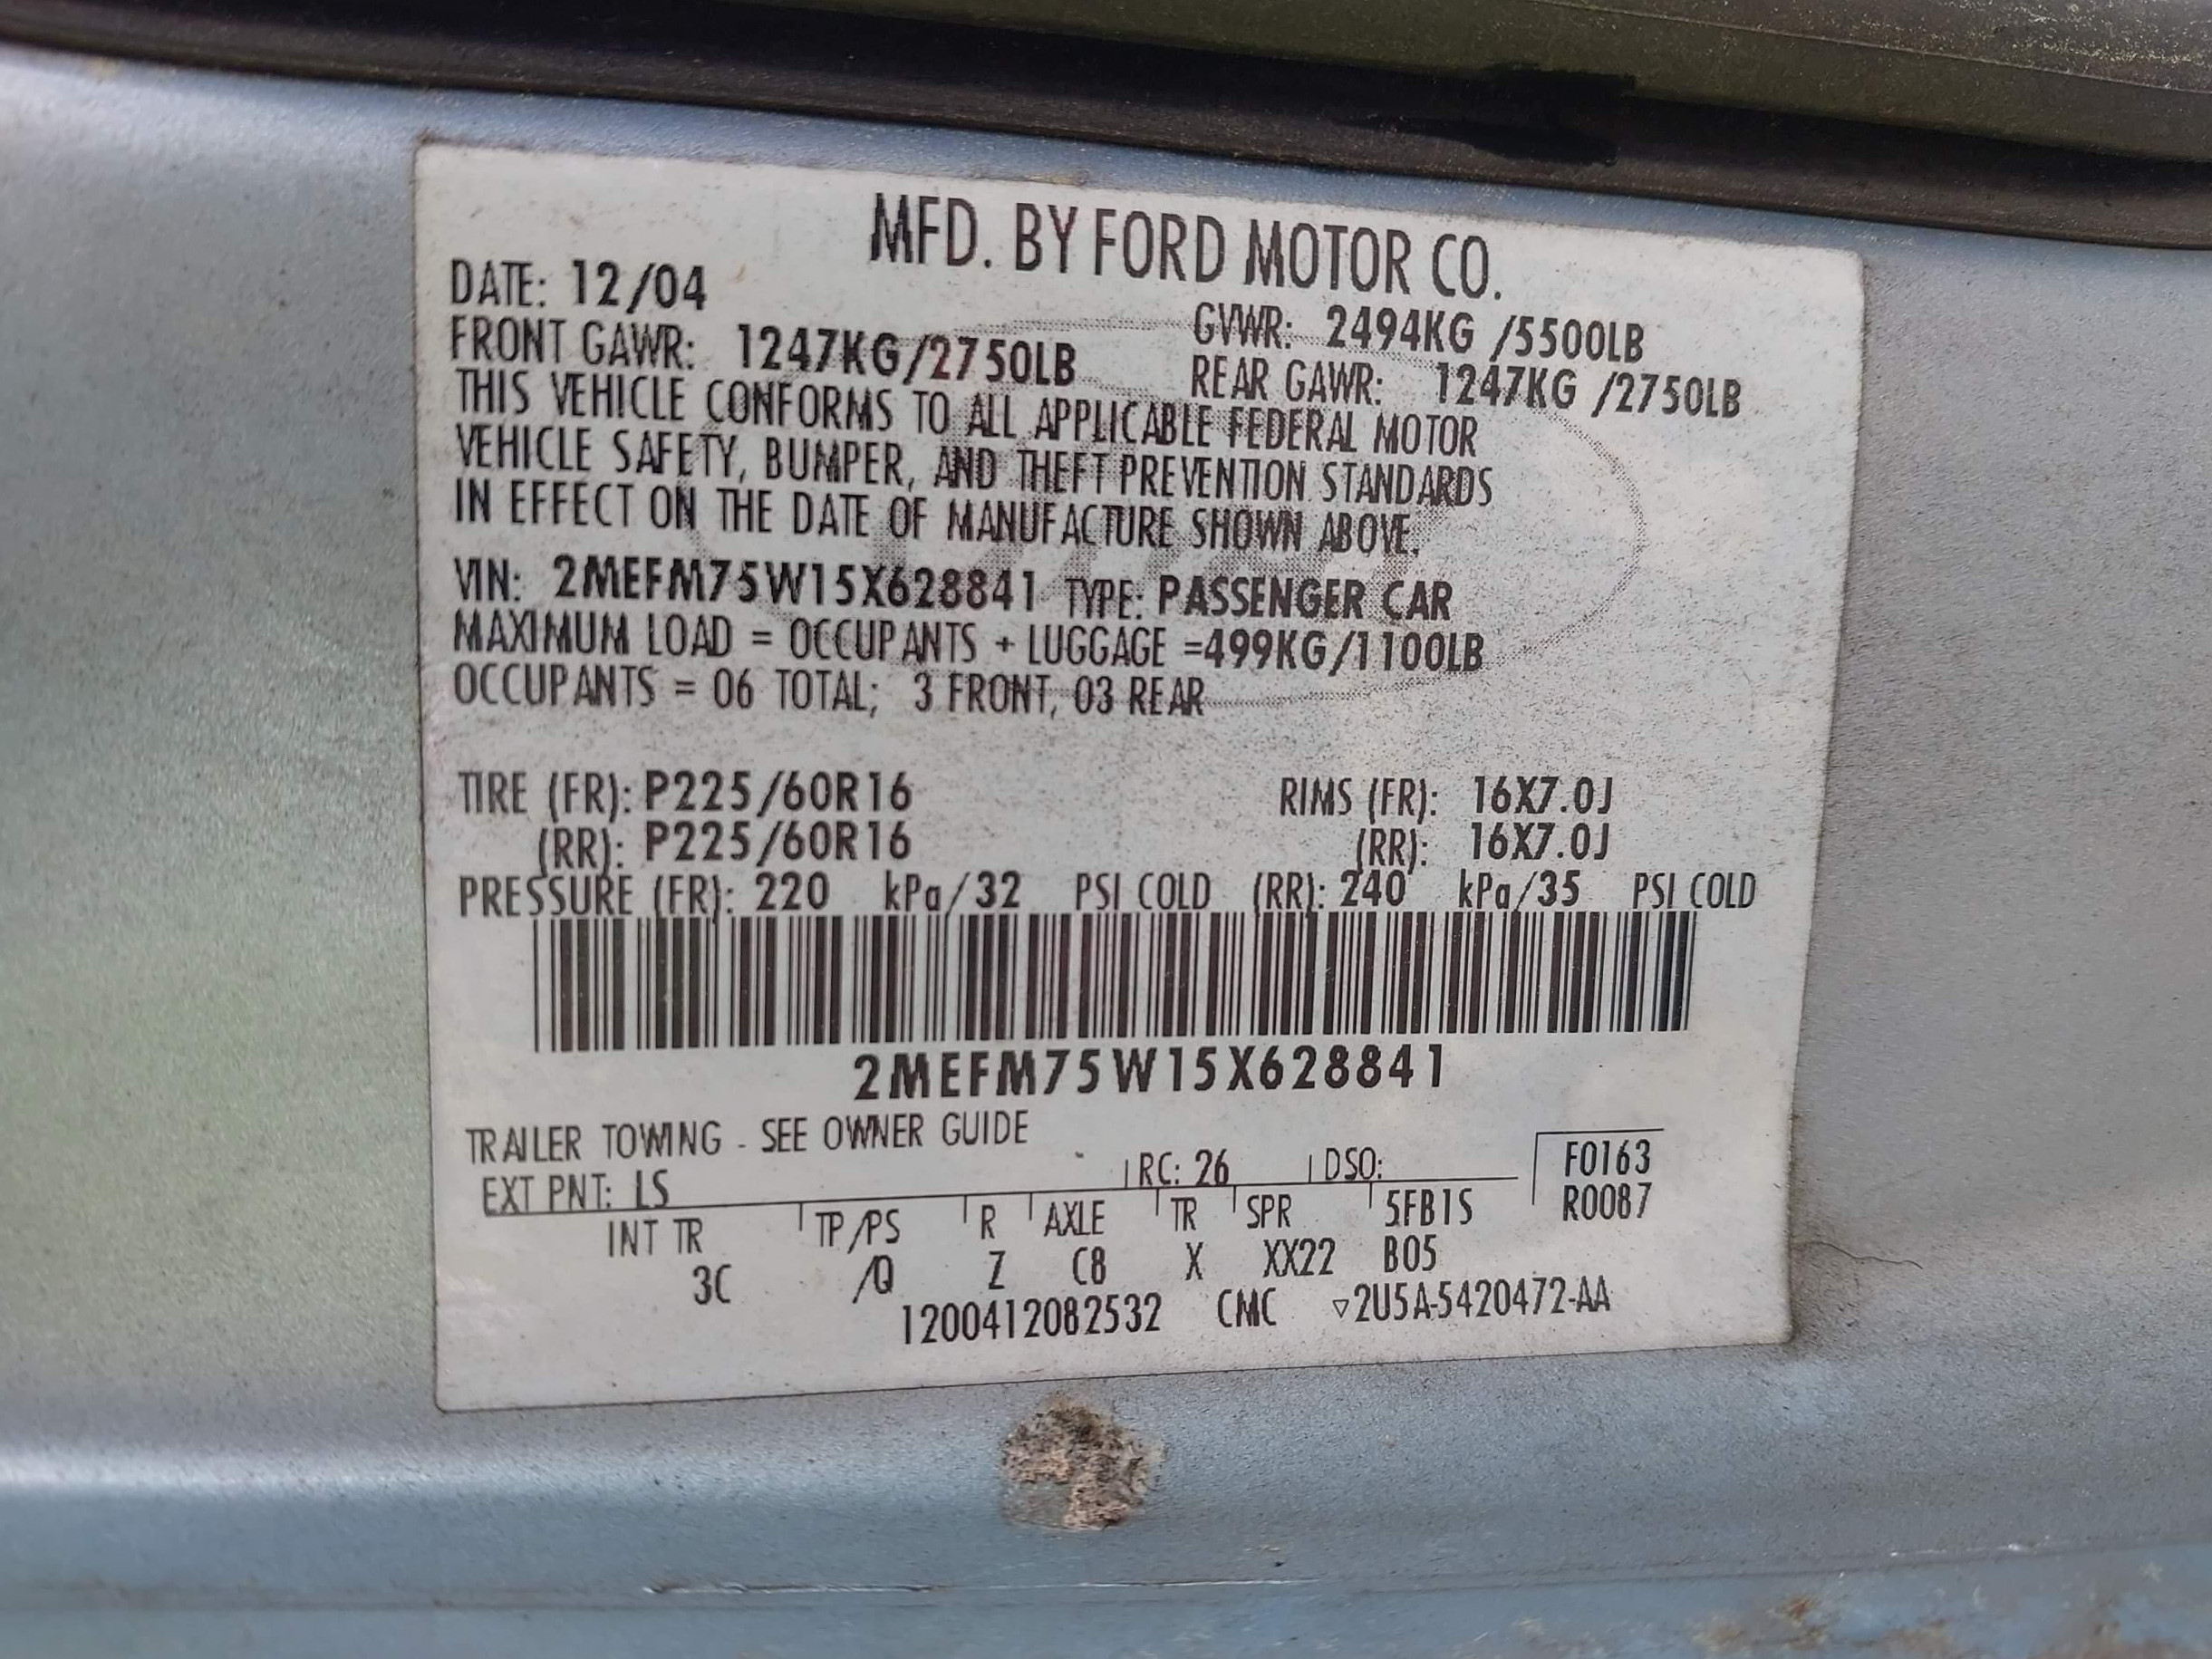 MFD. BY FORD MOTOR CO.
DATE: 12/04
GVWR: 2494KG /5500LB
FRONT GAWR: 1247KG/2750LB
REAR GAWR: 1247KG /2750LB
THIS VEHICLE CONFORMS TO ALL APPLICABLE FEDERAL MOTOR
VEHICLE SAFETY, BUMPER, AND THEFT PREVENTION STANDARDS
IN EFFECT ON THE DATE OF MANUFACTURE SHOWN ABOVE.
VIN: 2MEFM75W15X628841 TYPE: PASSENGER CAR
MAXIMUM LOAD = OCCUPANTS + LUGGAGE =499KG/1100LB
OCCUPANTS = 06 TOTAL; 3 FRONT, 03 REAR
TIRE (FR): P225/60R16 RIMS (FR): 16X7.0J
(RR): P225/60R16 (RR): 16X7.0J
PRESSURE (FR): 220 kPa/32 PSI COLD (RR): 240 kPa/35 PSI COLD
2MEFM75W15X628841
TRAILER TOWING - SEE OWNER GUIDE
EXT PNT: LS RC: 26 DSO: F0163
INT TR TP/PS R AXLE TR SPR 5FB1S R0087
3C /Q Z C8 X XX22 B05
1200412082532 CMC ▽2U5A-5420472-AA